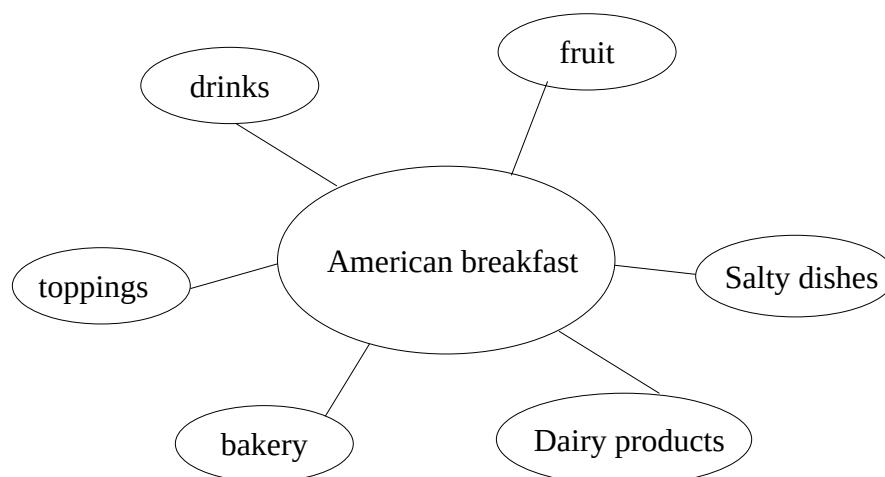 fruit
drinks
American breakfast
Salty dishes
toppings
Dairy products
bakery